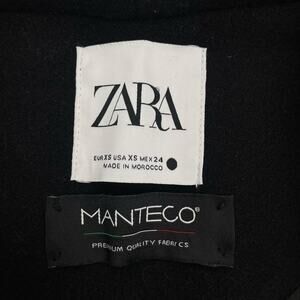 ZARA
EUR XS USA XS MEX 24
MADE IN MOROCCO
MANTECO®
PREMIUM QUALITY FABRICS